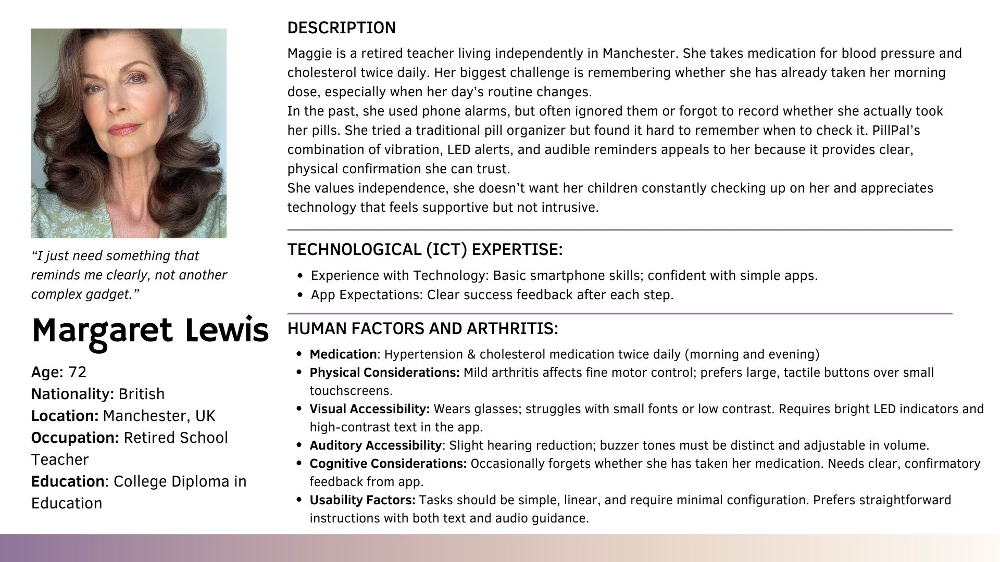 DESCRIPTION
Maggie is a retired teacher living independently in Manchester. She takes medication for blood pressure and
cholesterol twice daily. Her biggest challenge is remembering whether she has already taken her morning
dose, especially when her day’s routine changes.
In the past, she used phone alarms, but often ignored them or forgot to record whether she actually took
her pills. She tried a traditional pill organizer but found it hard to remember when to check it. PillPal’s
combination of vibration, LED alerts, and audible reminders appeals to her because it provides clear,
physical confirmation she can trust.
She values independence, she doesn’t want her children constantly checking up on her and appreciates
technology that feels supportive but not intrusive.
“I just need something that
reminds me clearly, not another
complex gadget.”
Margaret Lewis
Age: 72
Nationality: British
Location: Manchester, UK
Occupation: Retired School
Teacher
Education: College Diploma in
Education
TECHNOLOGICAL (ICT) EXPERTISE:
• Experience with Technology: Basic smartphone skills; confident with simple apps.
• App Expectations: Clear success feedback after each step.
HUMAN FACTORS AND ARTHRITIS:
• Medication: Hypertension & cholesterol medication twice daily (morning and evening)
• Physical Considerations: Mild arthritis affects fine motor control; prefers large, tactile buttons over small
touchscreens.
• Visual Accessibility: Wears glasses; struggles with small fonts or low contrast. Requires bright LED indicators and
high-contrast text in the app.
• Auditory Accessibility: Slight hearing reduction; buzzer tones must be distinct and adjustable in volume.
• Cognitive Considerations: Occasionally forgets whether she has taken her medication. Needs clear, confirmatory
feedback from app.
• Usability Factors: Tasks should be simple, linear, and require minimal configuration. Prefers straightforward
instructions with both text and audio guidance.